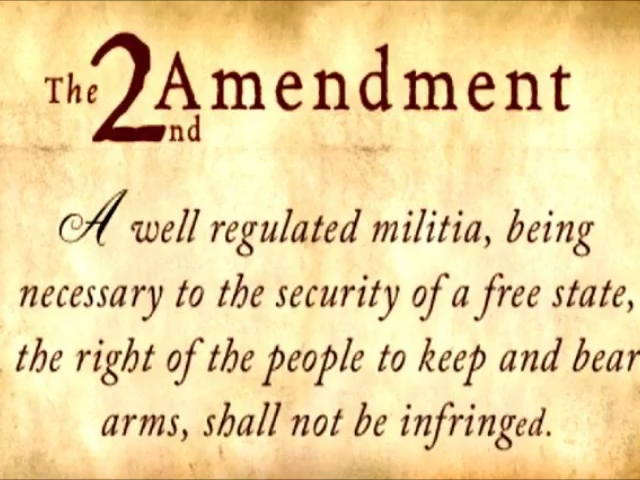 The 2nd Amendment
A well regulated militia, being
necessary to the security of a free state,
the right of the people to keep and bear
arms, shall not be infringed.